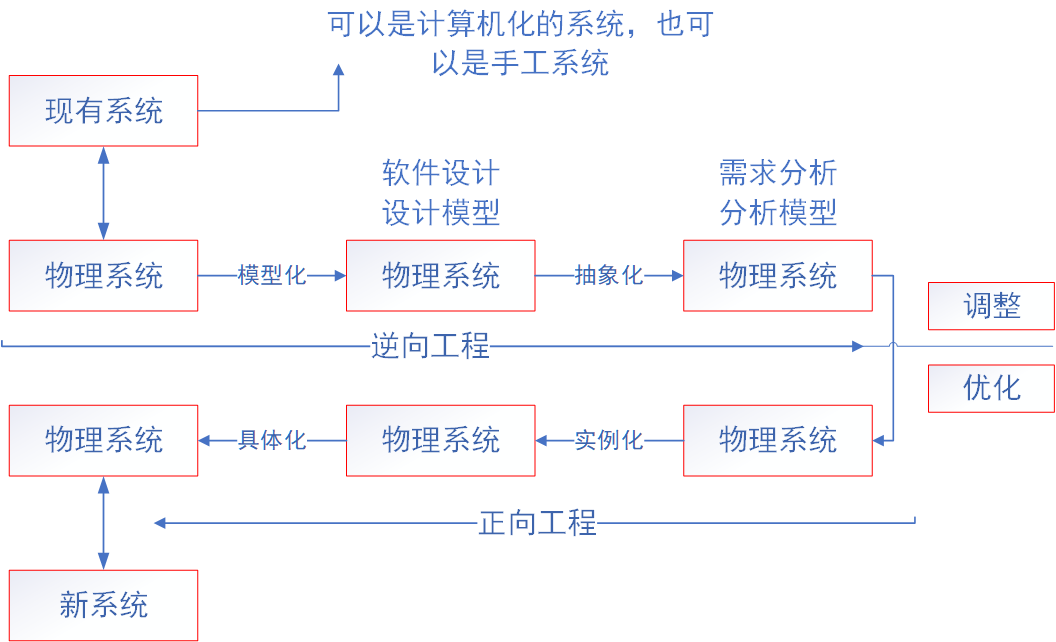 可以是计算机化的系统，也可
以是手工系统
现有系统
软件设计
设计模型
需求分析
分析模型
物理系统
模型化
物理系统
抽象化
物理系统
调整
逆向工程
优化
物理系统
具体化
物理系统
实例化
物理系统
正向工程
新系统